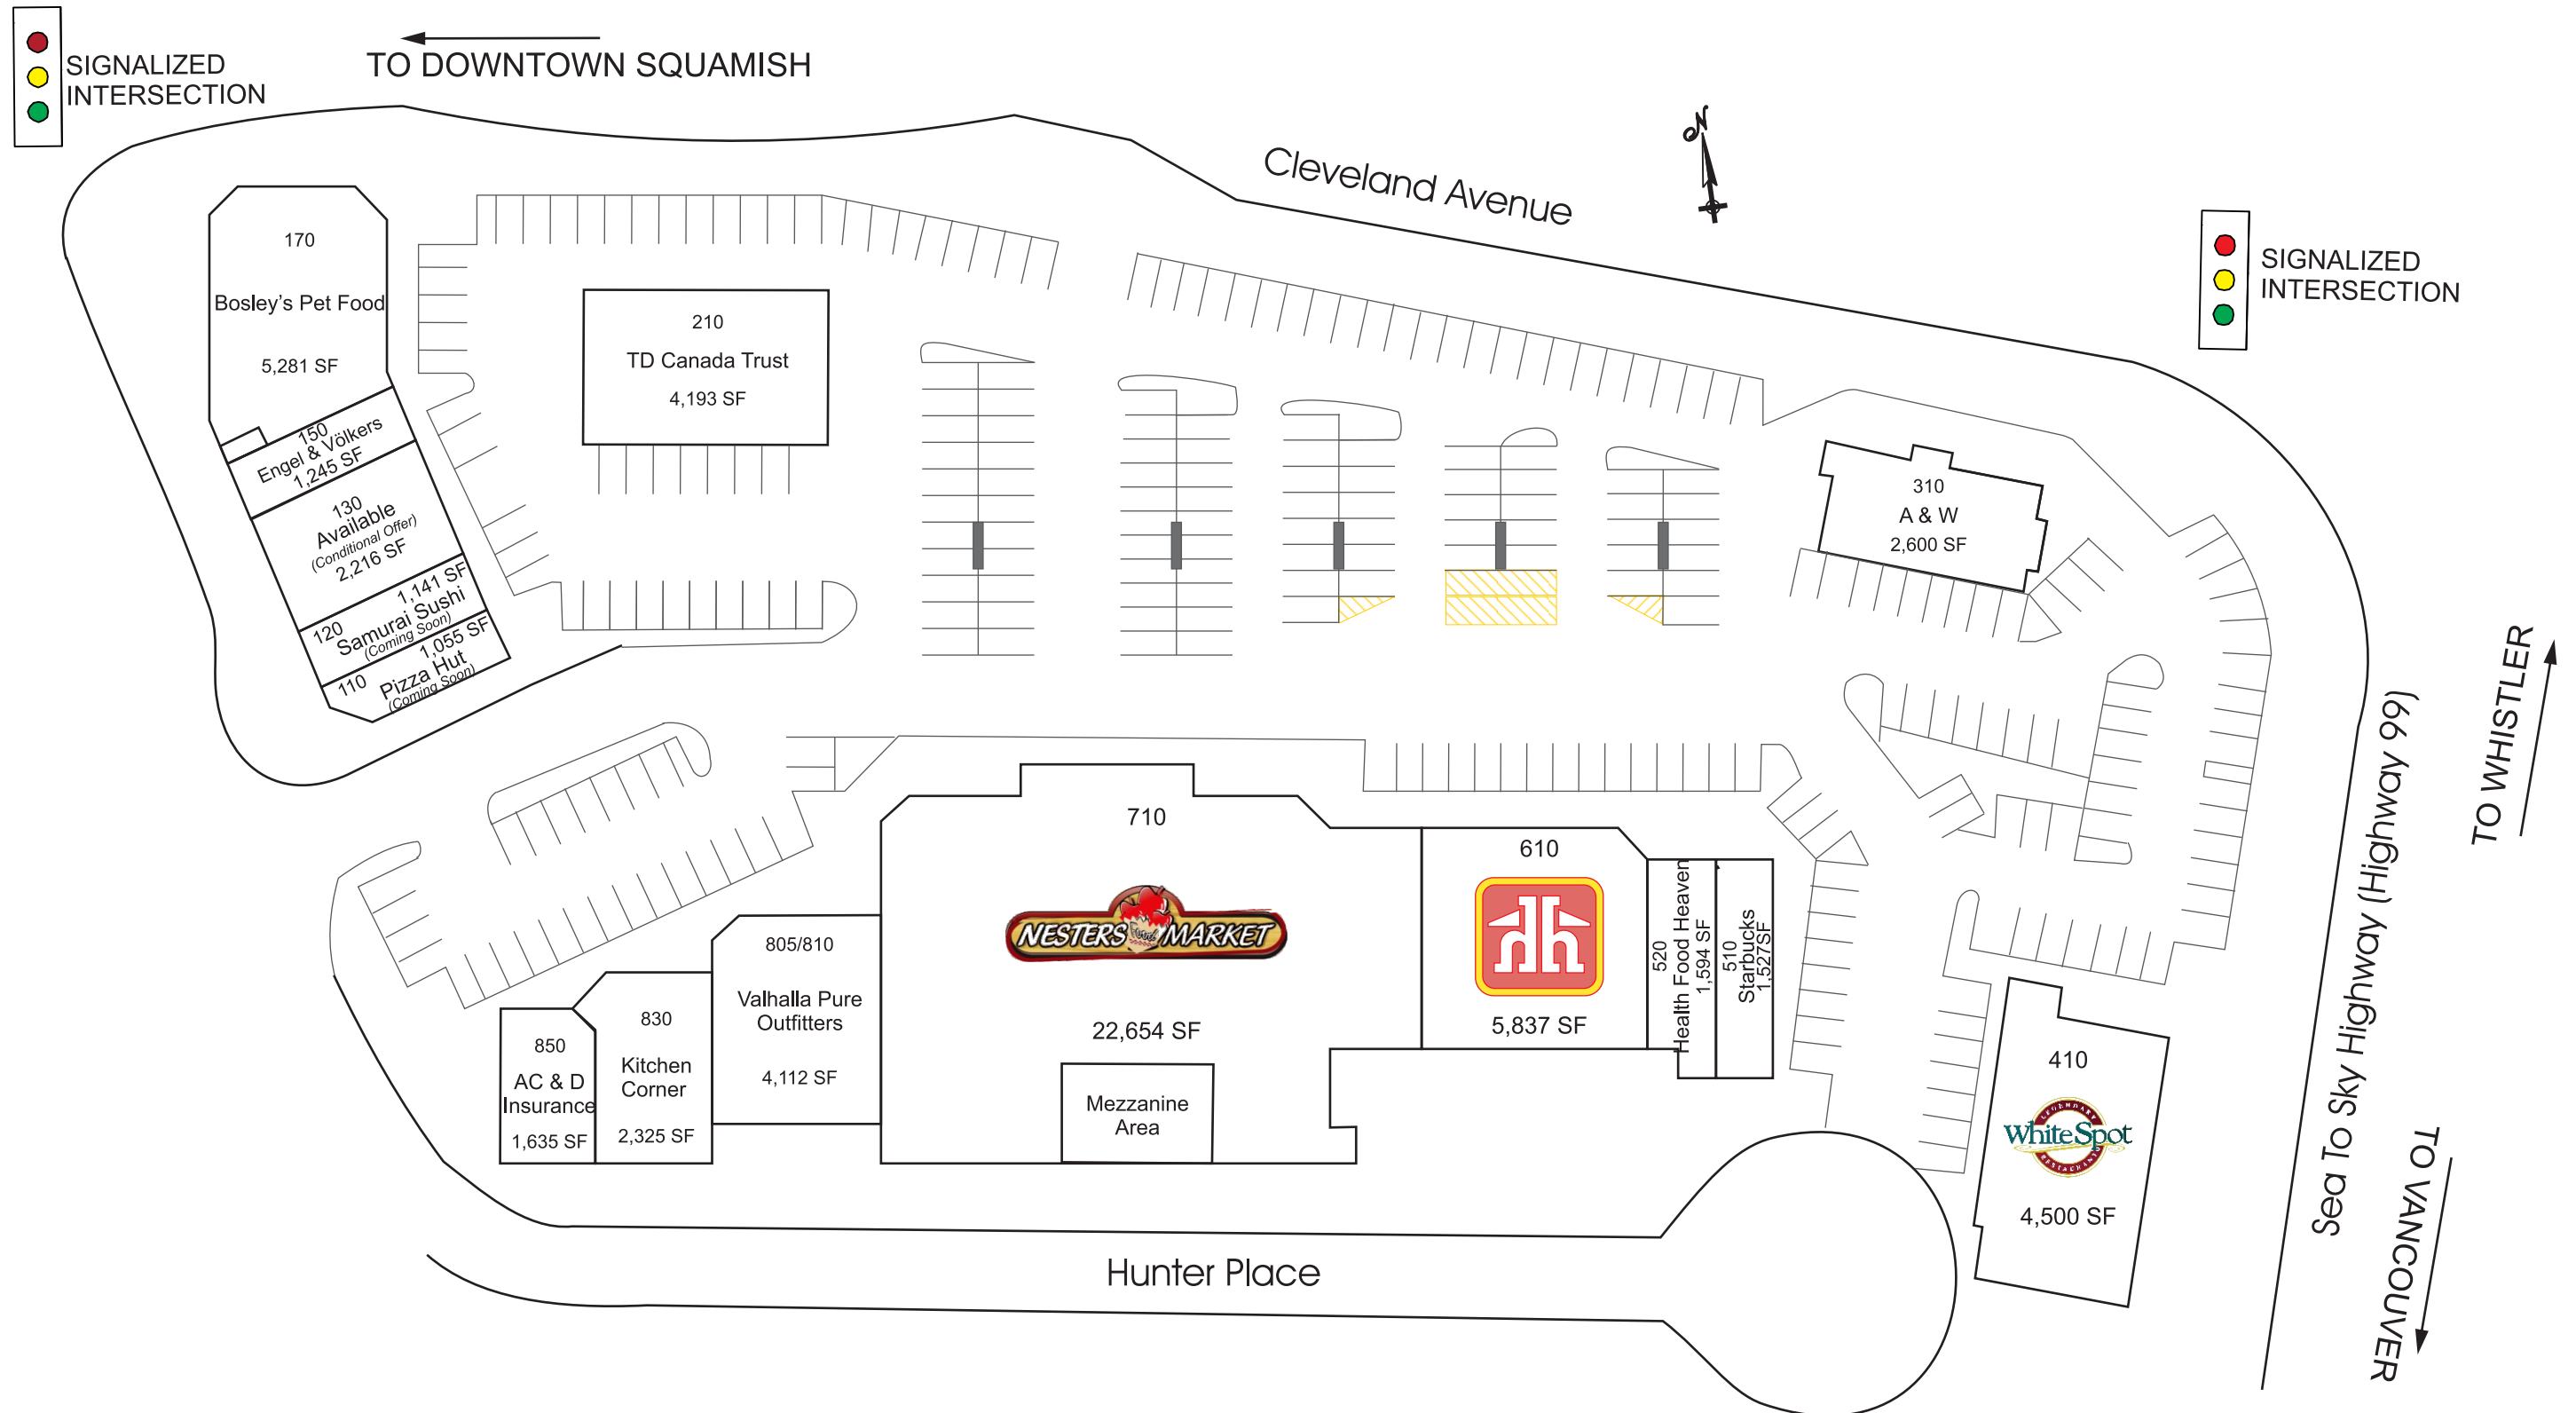 SIGNALIZED
INTERSECTION
TO DOWNTOWN SQUAMISH
N
Cleveland Avenue
SIGNALIZED
INTERSECTION
170
Bosley's Pet Food
5,281 SF
150
Engel & Völkers
1,245 SF
130
Available
(Conditional Offer)
2,216 SF
1,141 SF
120
Samurai Sushi
(Coming Soon)
1,055 SF
110
Pizza Hut
(Coming Soon)
210
TD Canada Trust
4,193 SF
310
A & W
2,600 SF
TO WHISTLER
Sea To Sky Highway (Highway 99)
TO VANCOUVER
710
NESTERS Food MARKET
22,654 SF
Mezzanine
Area
610
hh
5,837 SF
520
Health Food Heaven
1,594 SF
510
Starbucks
1,527SF
805/810
Valhalla Pure
Outfitters
4,112 SF
830
Kitchen
Corner
2,325 SF
850
AC & D
Insurance
1,635 SF
410
LEGENDARY
White Spot
RESTAURANT
4,500 SF
Hunter Place